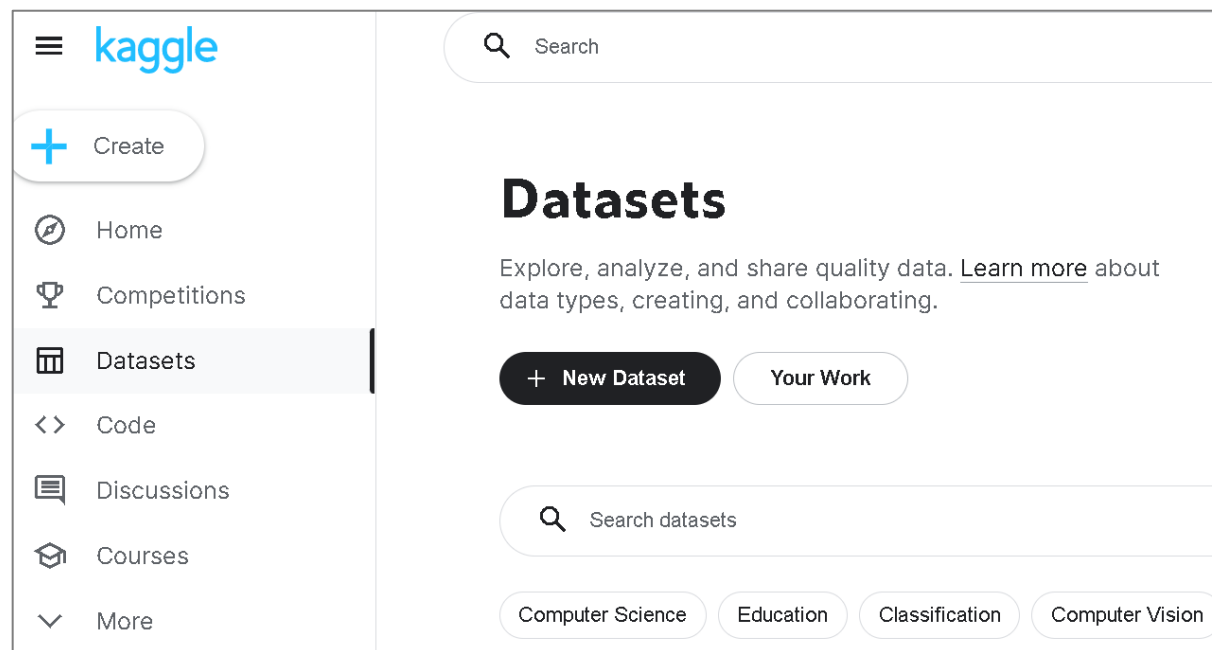 kaggle
Search
Create
Home
Competitions
Datasets
Code
Discussions
Courses
More
Datasets
Explore, analyze, and share quality data. Learn more about
data types, creating, and collaborating.
+ New Dataset
Your Work
Search datasets
Computer Science
Education
Classification
Computer Vision